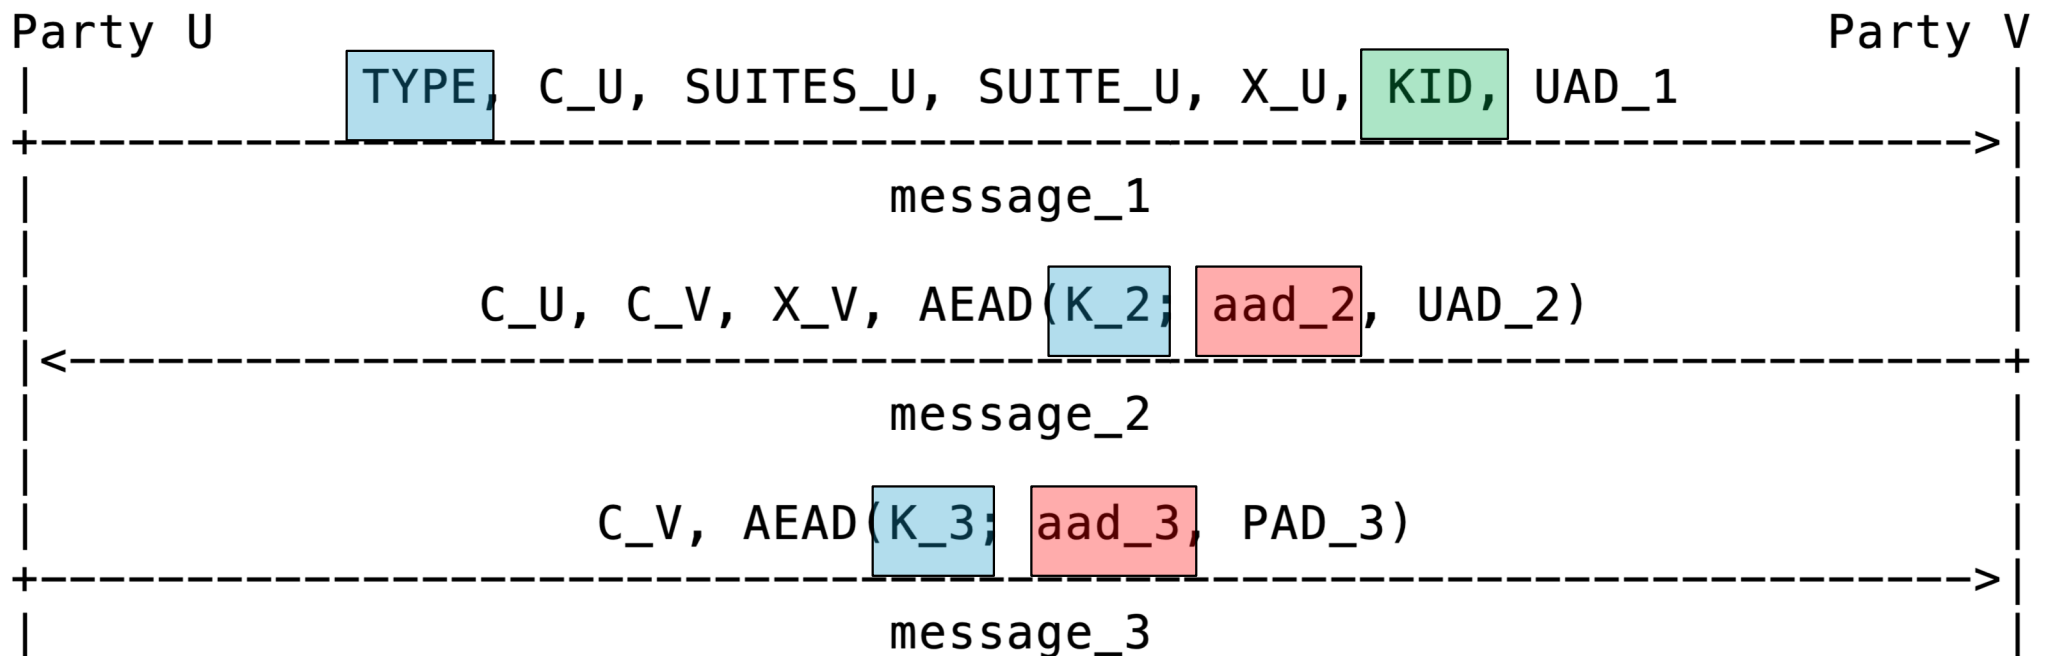 Party U Party V
TYPE, C_U, SUITES_U, SUITE_U, X_U, KID, UAD_1
message_1
C_U, C_V, X_V, AEAD(K_2; aad_2, UAD_2)
message_2
C_V, AEAD(K_3; aad_3, PAD_3)
message_3